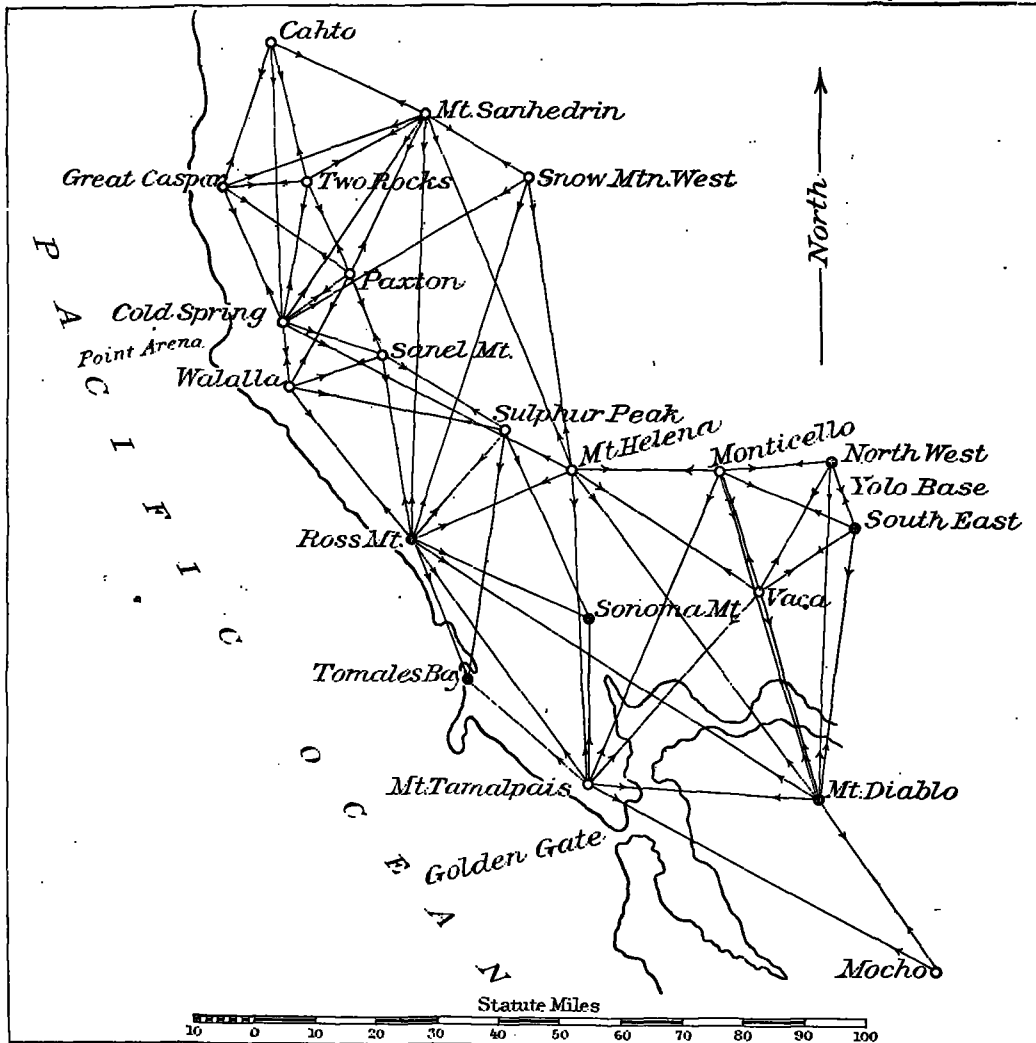 Cahto
Mt. Sanhedrin
Great Caspar
Two Rocks
Snow Mtn. West
North
Paxton
Cold Spring
Point Arena
Sanel Mt.
Walalla
Sulphur Peak
Mt Helena
Monticello
North West
Yolo Base
South East
Ross Mt.
Vaca
Sonoma Mt
Tomales Bay
Mt. Tamalpais
Mt. Diablo
Golden Gate
Mocho
PACIFIC OCEAN
Statute Miles
10 0 10 20 30 40 50 60 70 80 90 100